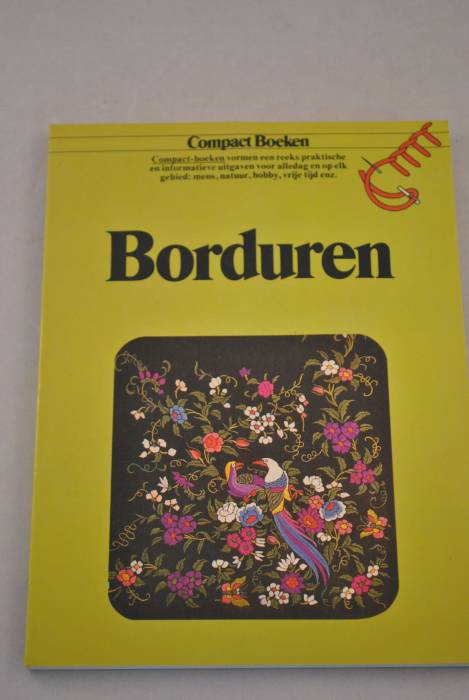 Compact Boeken
Compact-boeken vormen een reeks praktische
en informatieve uitgaven voor alledag en op elk
gebied: mens, natuur, hobby, vrije tijd enz.
Borduren